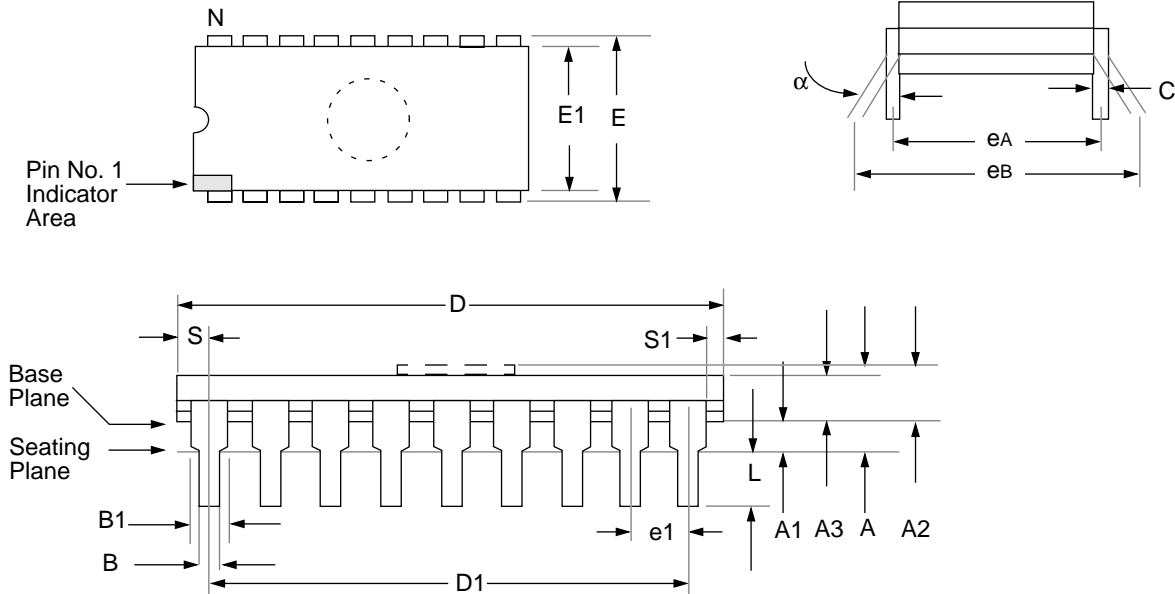 N
E1
E
Pin No. 1
Indicator
Area
α
C
eA
eB
D
S
S1
Base
Plane
Seating
Plane
L
B1
B
e1
A1
A3
A
A2
D1